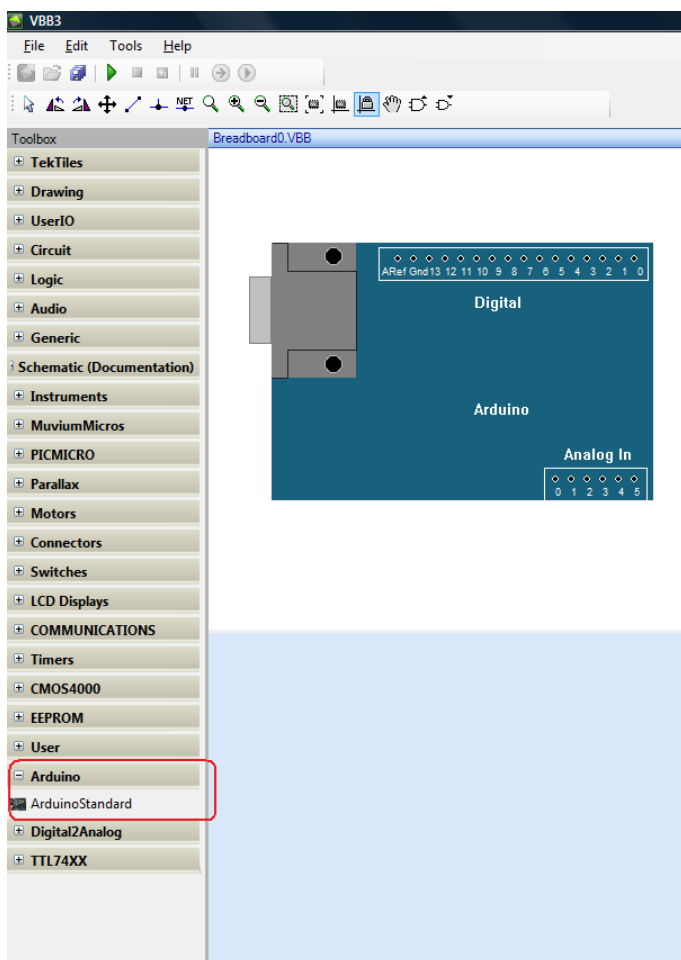 VBB3
File Edit Tools Help
NET
Toolbox
Breadboard0.VBB
TekTiles
Drawing
UserIO
Circuit
Logic
Audio
Generic
Schematic (Documentation)
Instruments
MuviumMicros
PICMICRO
Parallax
Motors
Connectors
Switches
LCD Displays
COMMUNICATIONS
Timers
CMOS4000
EEPROM
User
Arduino
ArduinoStandard
Digital2Analog
TTL74XX
ARef Gnd 13 12 11 10 9 8 7 6 5 4 3 2 1 0
Digital
Arduino
Analog In
0 1 2 3 4 5